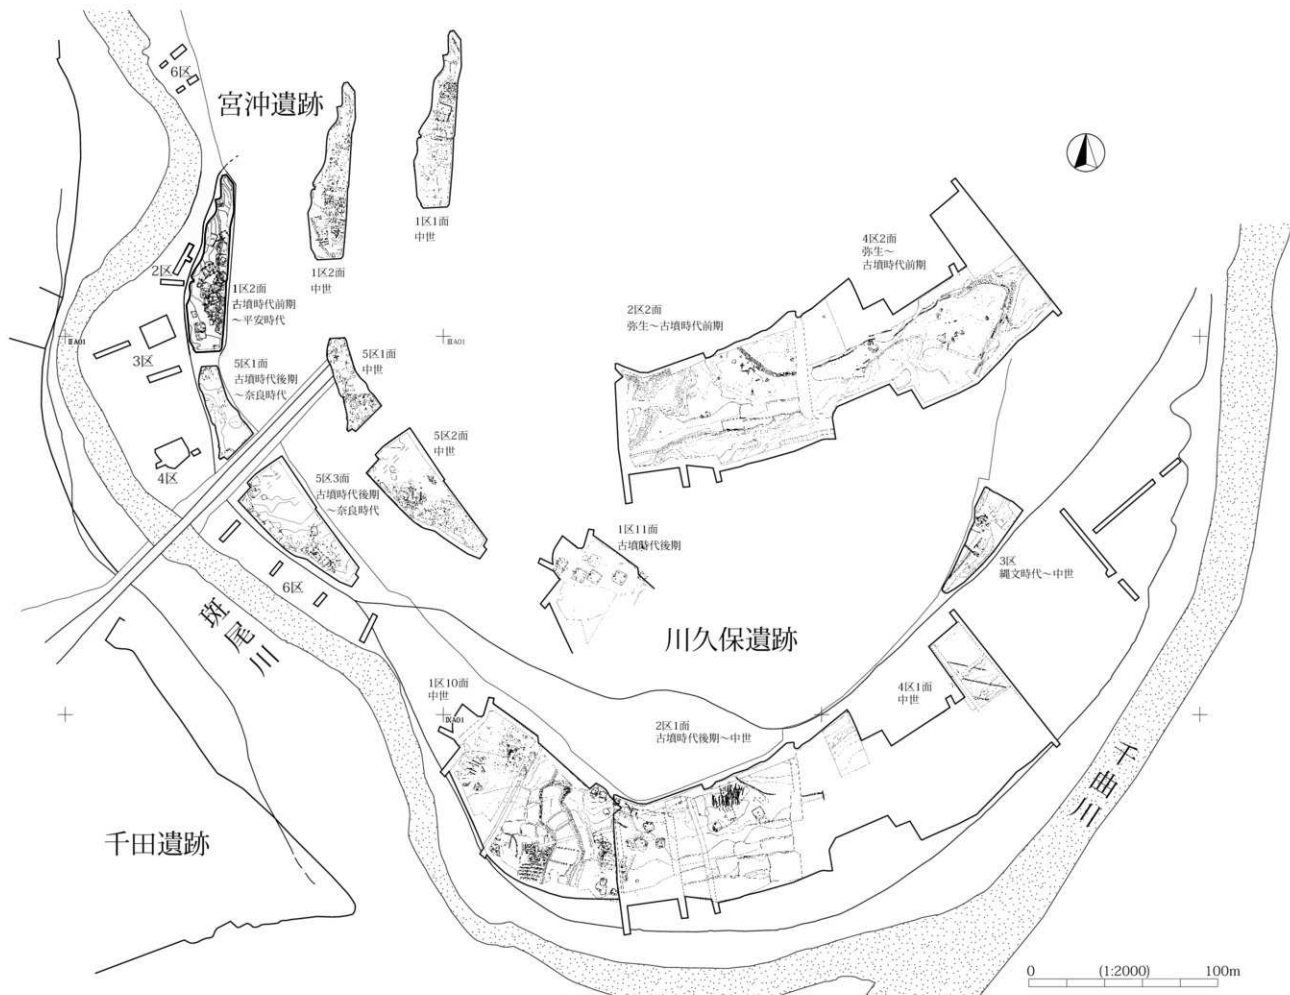 6区
宮沖遺跡
1区1面
中世
1区2面
中世
2区
1区2面
古墳時代前期
～平安時代
4区2面
弥生～
古墳時代前期
2区2面
弥生～古墳時代前期
ⅢA01
ⅢA01
3区
5区1面
古墳時代後期
～奈良時代
5区1面
中世
5区2面
中世
4区
5区3面
古墳時代後期
～奈良時代
1区11面
古墳時代後期
3区
縄文時代～中世
6区
斑尾川
川久保遺跡
1区10面
中世
ⅨA01
4区1面
中世
2区1面
古墳時代後期～中世
千曲川
千田遺跡
0 (1:2000) 100m